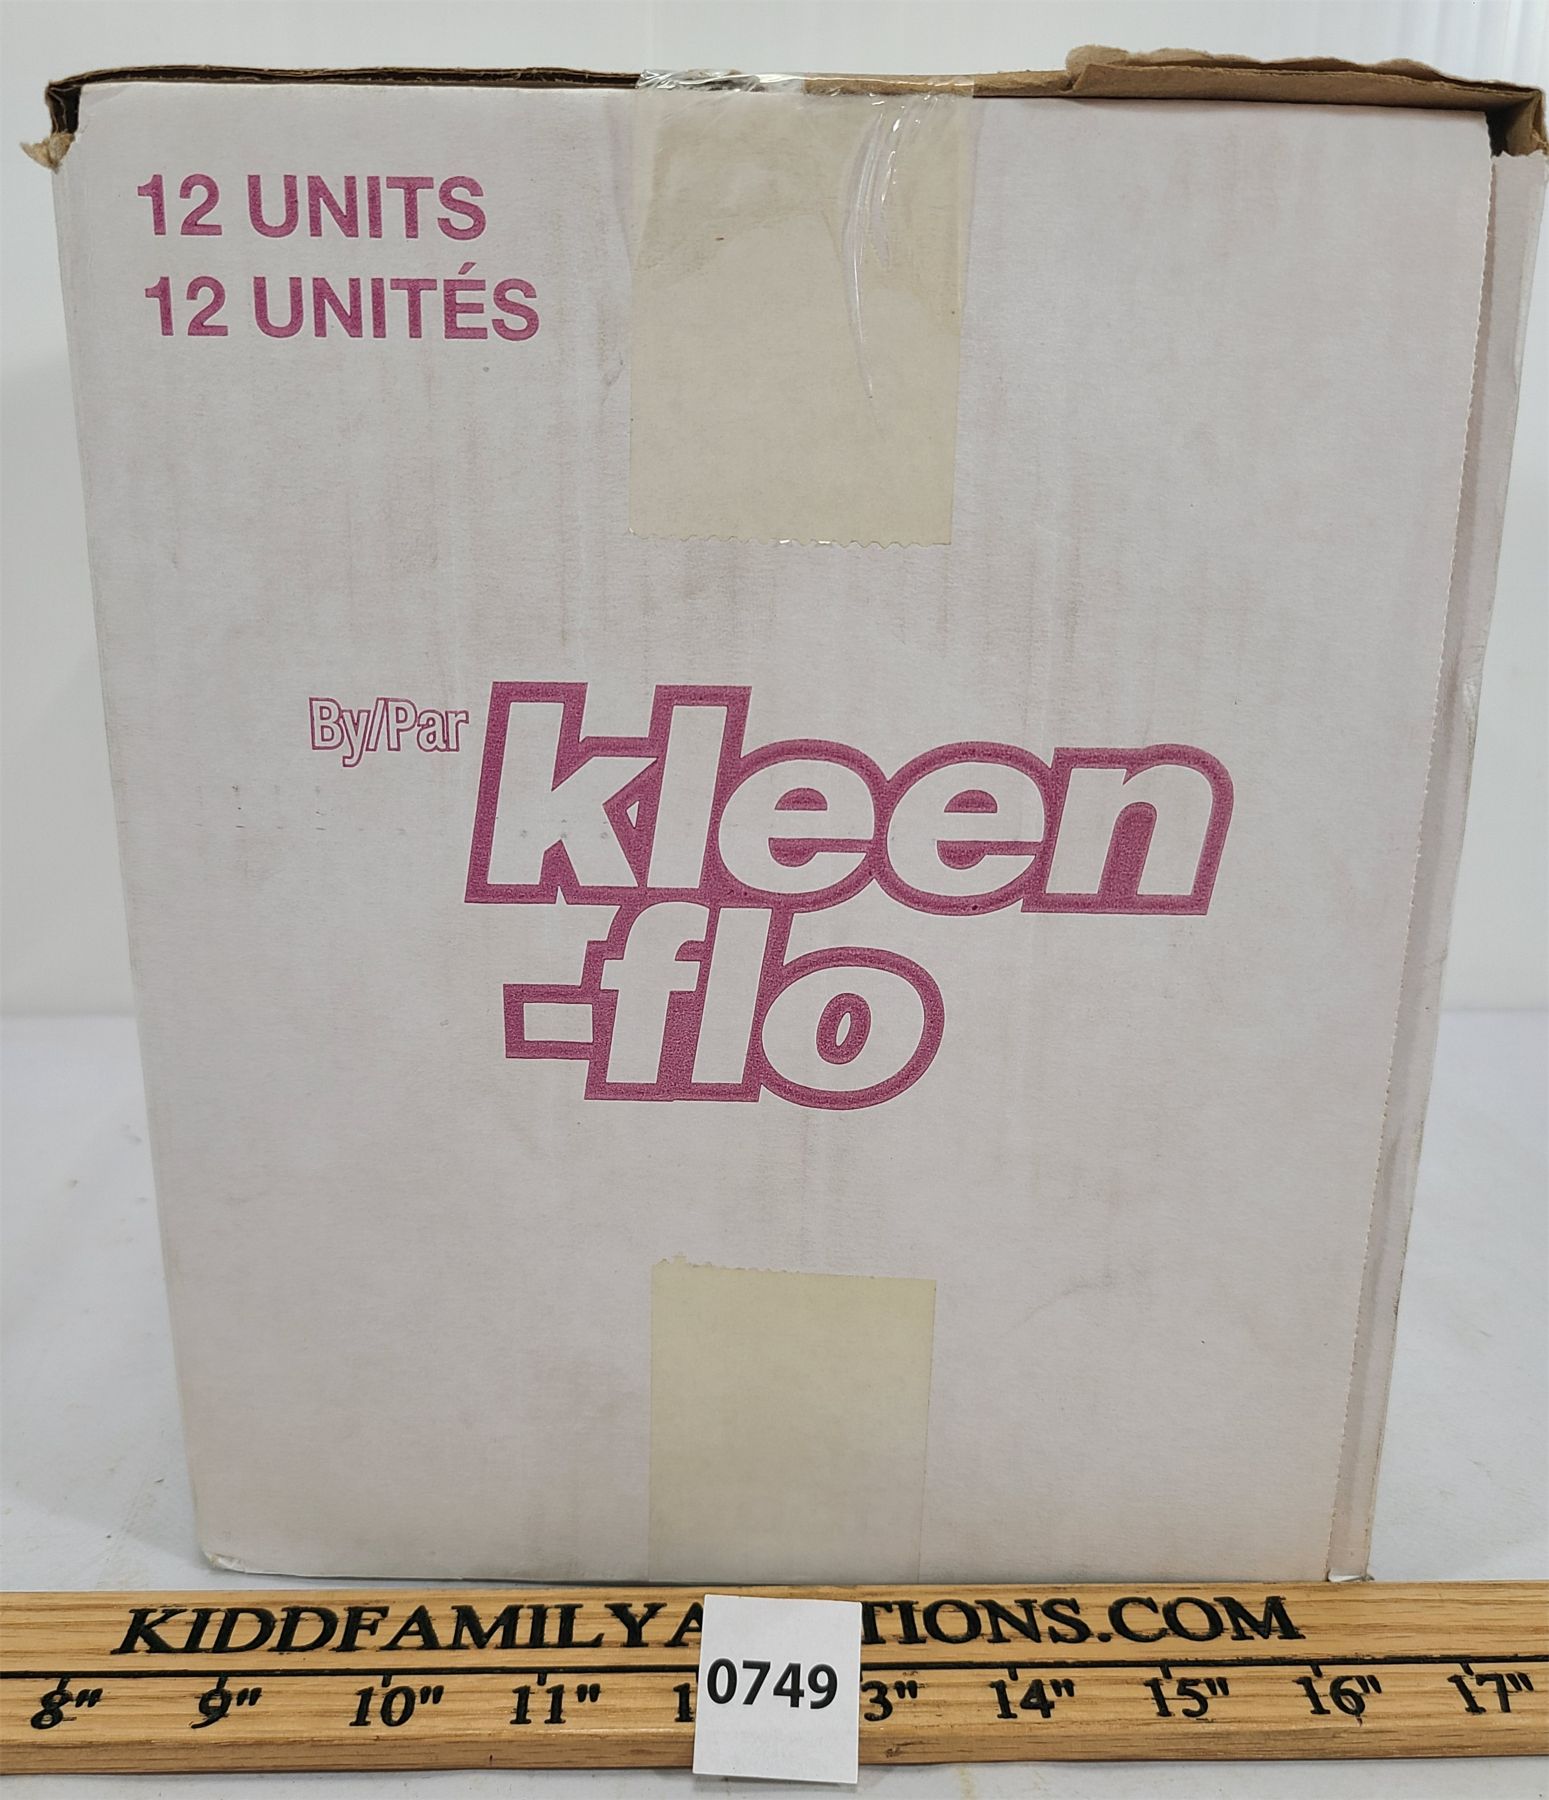 12 UNITS
12 UNITÉS
By/Par kleen
-flo
KIDDFAMILYA TIONS.COM
8" 9" 10" 11" 1 3" 14" 15" 16" 17"
0749